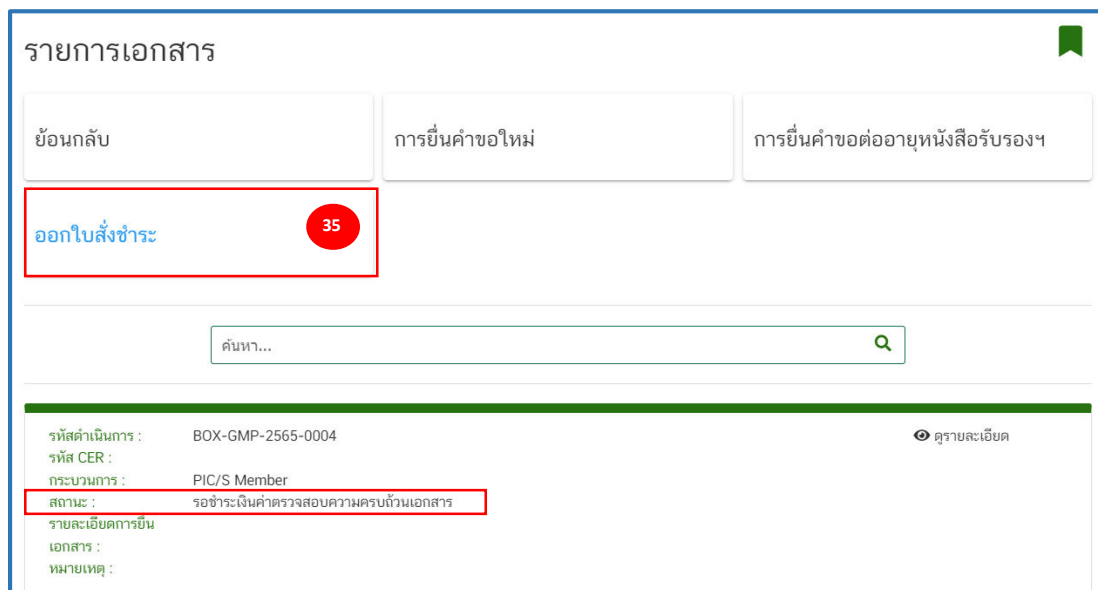 รายการเอกสาร
ย้อนกลับ
การยื่นคำขอใหม่
การยื่นคำขอต่ออายุหนังสือรับรองฯ
ออกใบสั่งชำระ
35
ค้นหา...
รหัสดำเนินการ : BOX-GMP-2565-0004 ดูรายละเอียด
รหัส CER :
กระบวนการ : PIC/S Member
สถานะ : รอชำระเงินค่าตรวจสอบความครบถ้วนเอกสาร
รายละเอียดการยื่น
เอกสาร :
หมายเหตุ :